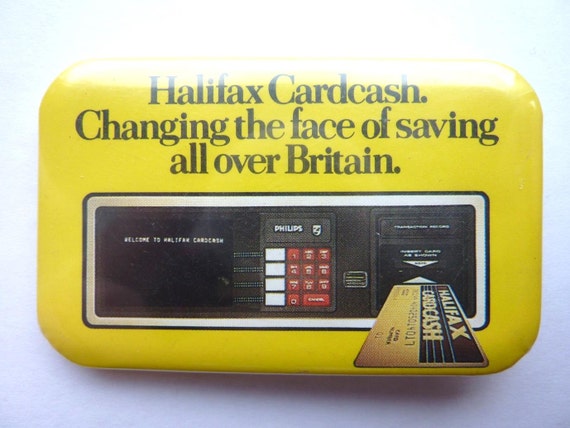 Halifax Cardcash.
Changing the face of saving
all over Britain.
WELCOME TO HALIFAX CARDCASH
PHILIPS
TRANSACTION RECORD
INSERT CARD
AS SHOWN
CANCEL
HALIFAX
CARDCASH